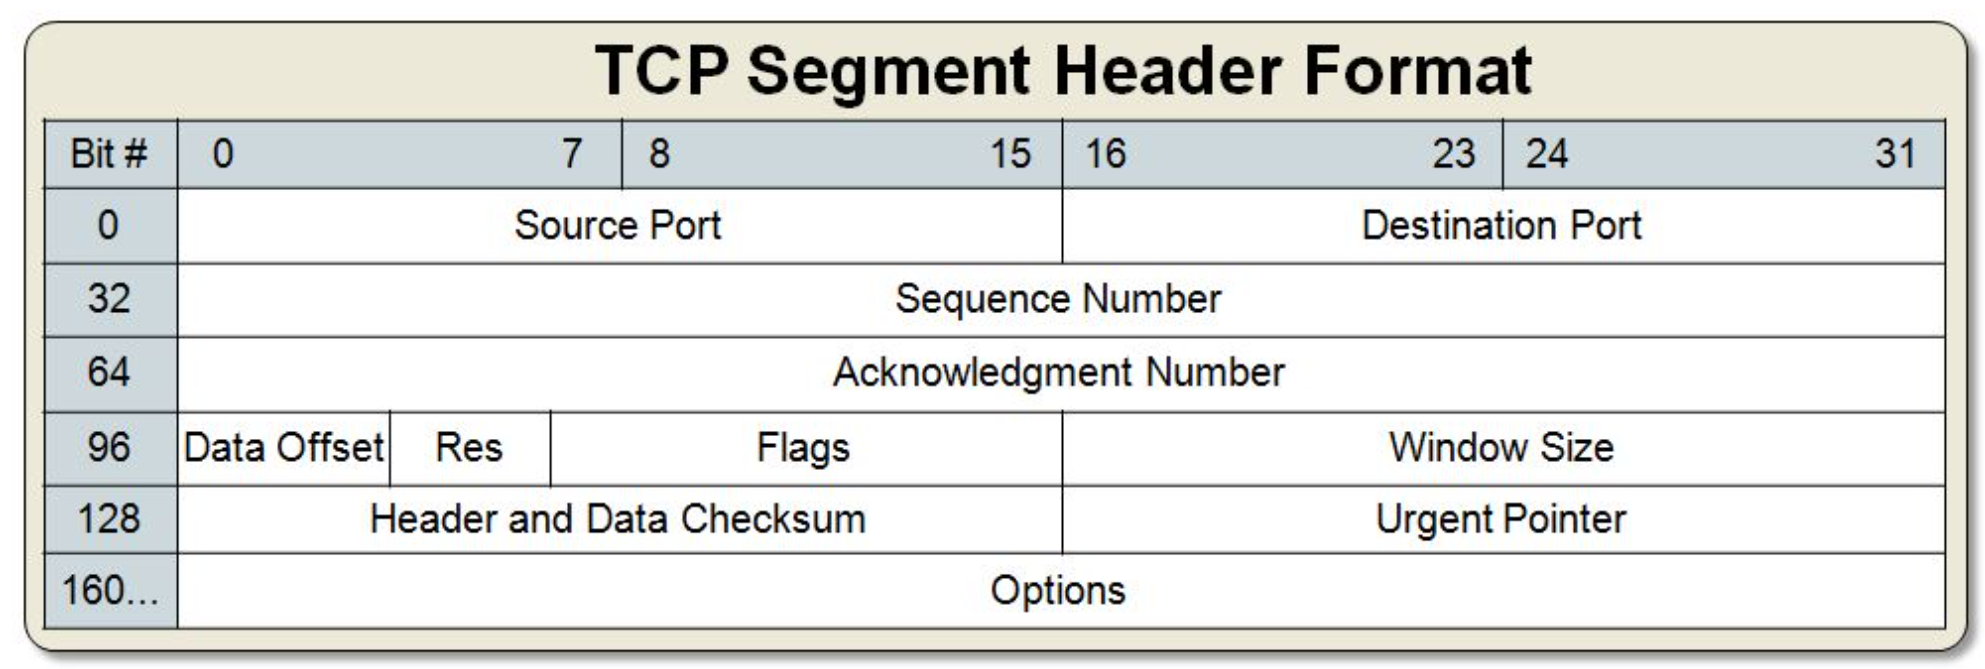 TCP Segment Header Format
Bit # 0 7 8 15 16 23 24 31
0 Source Port Destination Port
32 Sequence Number
64 Acknowledgment Number
96 Data Offset Res Flags Window Size
128 Header and Data Checksum Urgent Pointer
160... Options